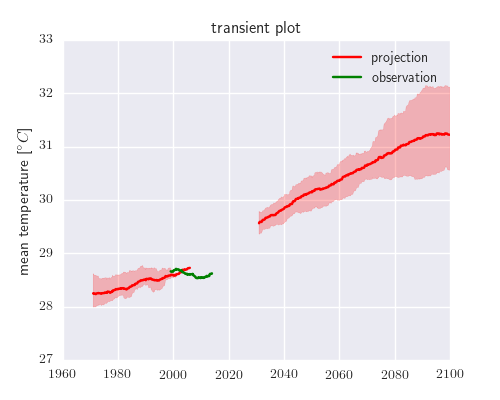 transient plot
33
32
31
30
29
28
27
mean temperature [°C]
projection
observation
1960 1980 2000 2020 2040 2060 2080 2100